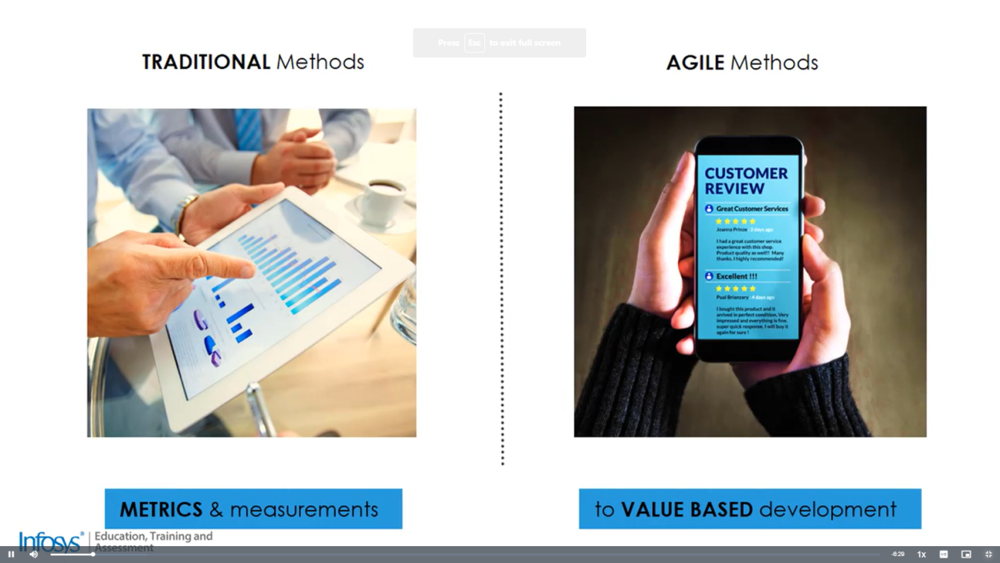 Press Esc to exit full screen
TRADITIONAL Methods
AGILE Methods
CUSTOMER
REVIEW
Great Customer Services
Joanna Prinze 3 days ago
I had a great customer service
experience with this shop.
Product quality as well!! Many
thanks, I highly recommended!
Excellent !!!
Pual Brianzary 4 days ago
I bought this product and it
arrived in perfect condition, Very
impressed and everything is fine,
super quick response, I will buy it
again for sure !
METRICS & measurements
to VALUE BASED development
Infosys® | Education, Training and
Assessment
-6:29
1x